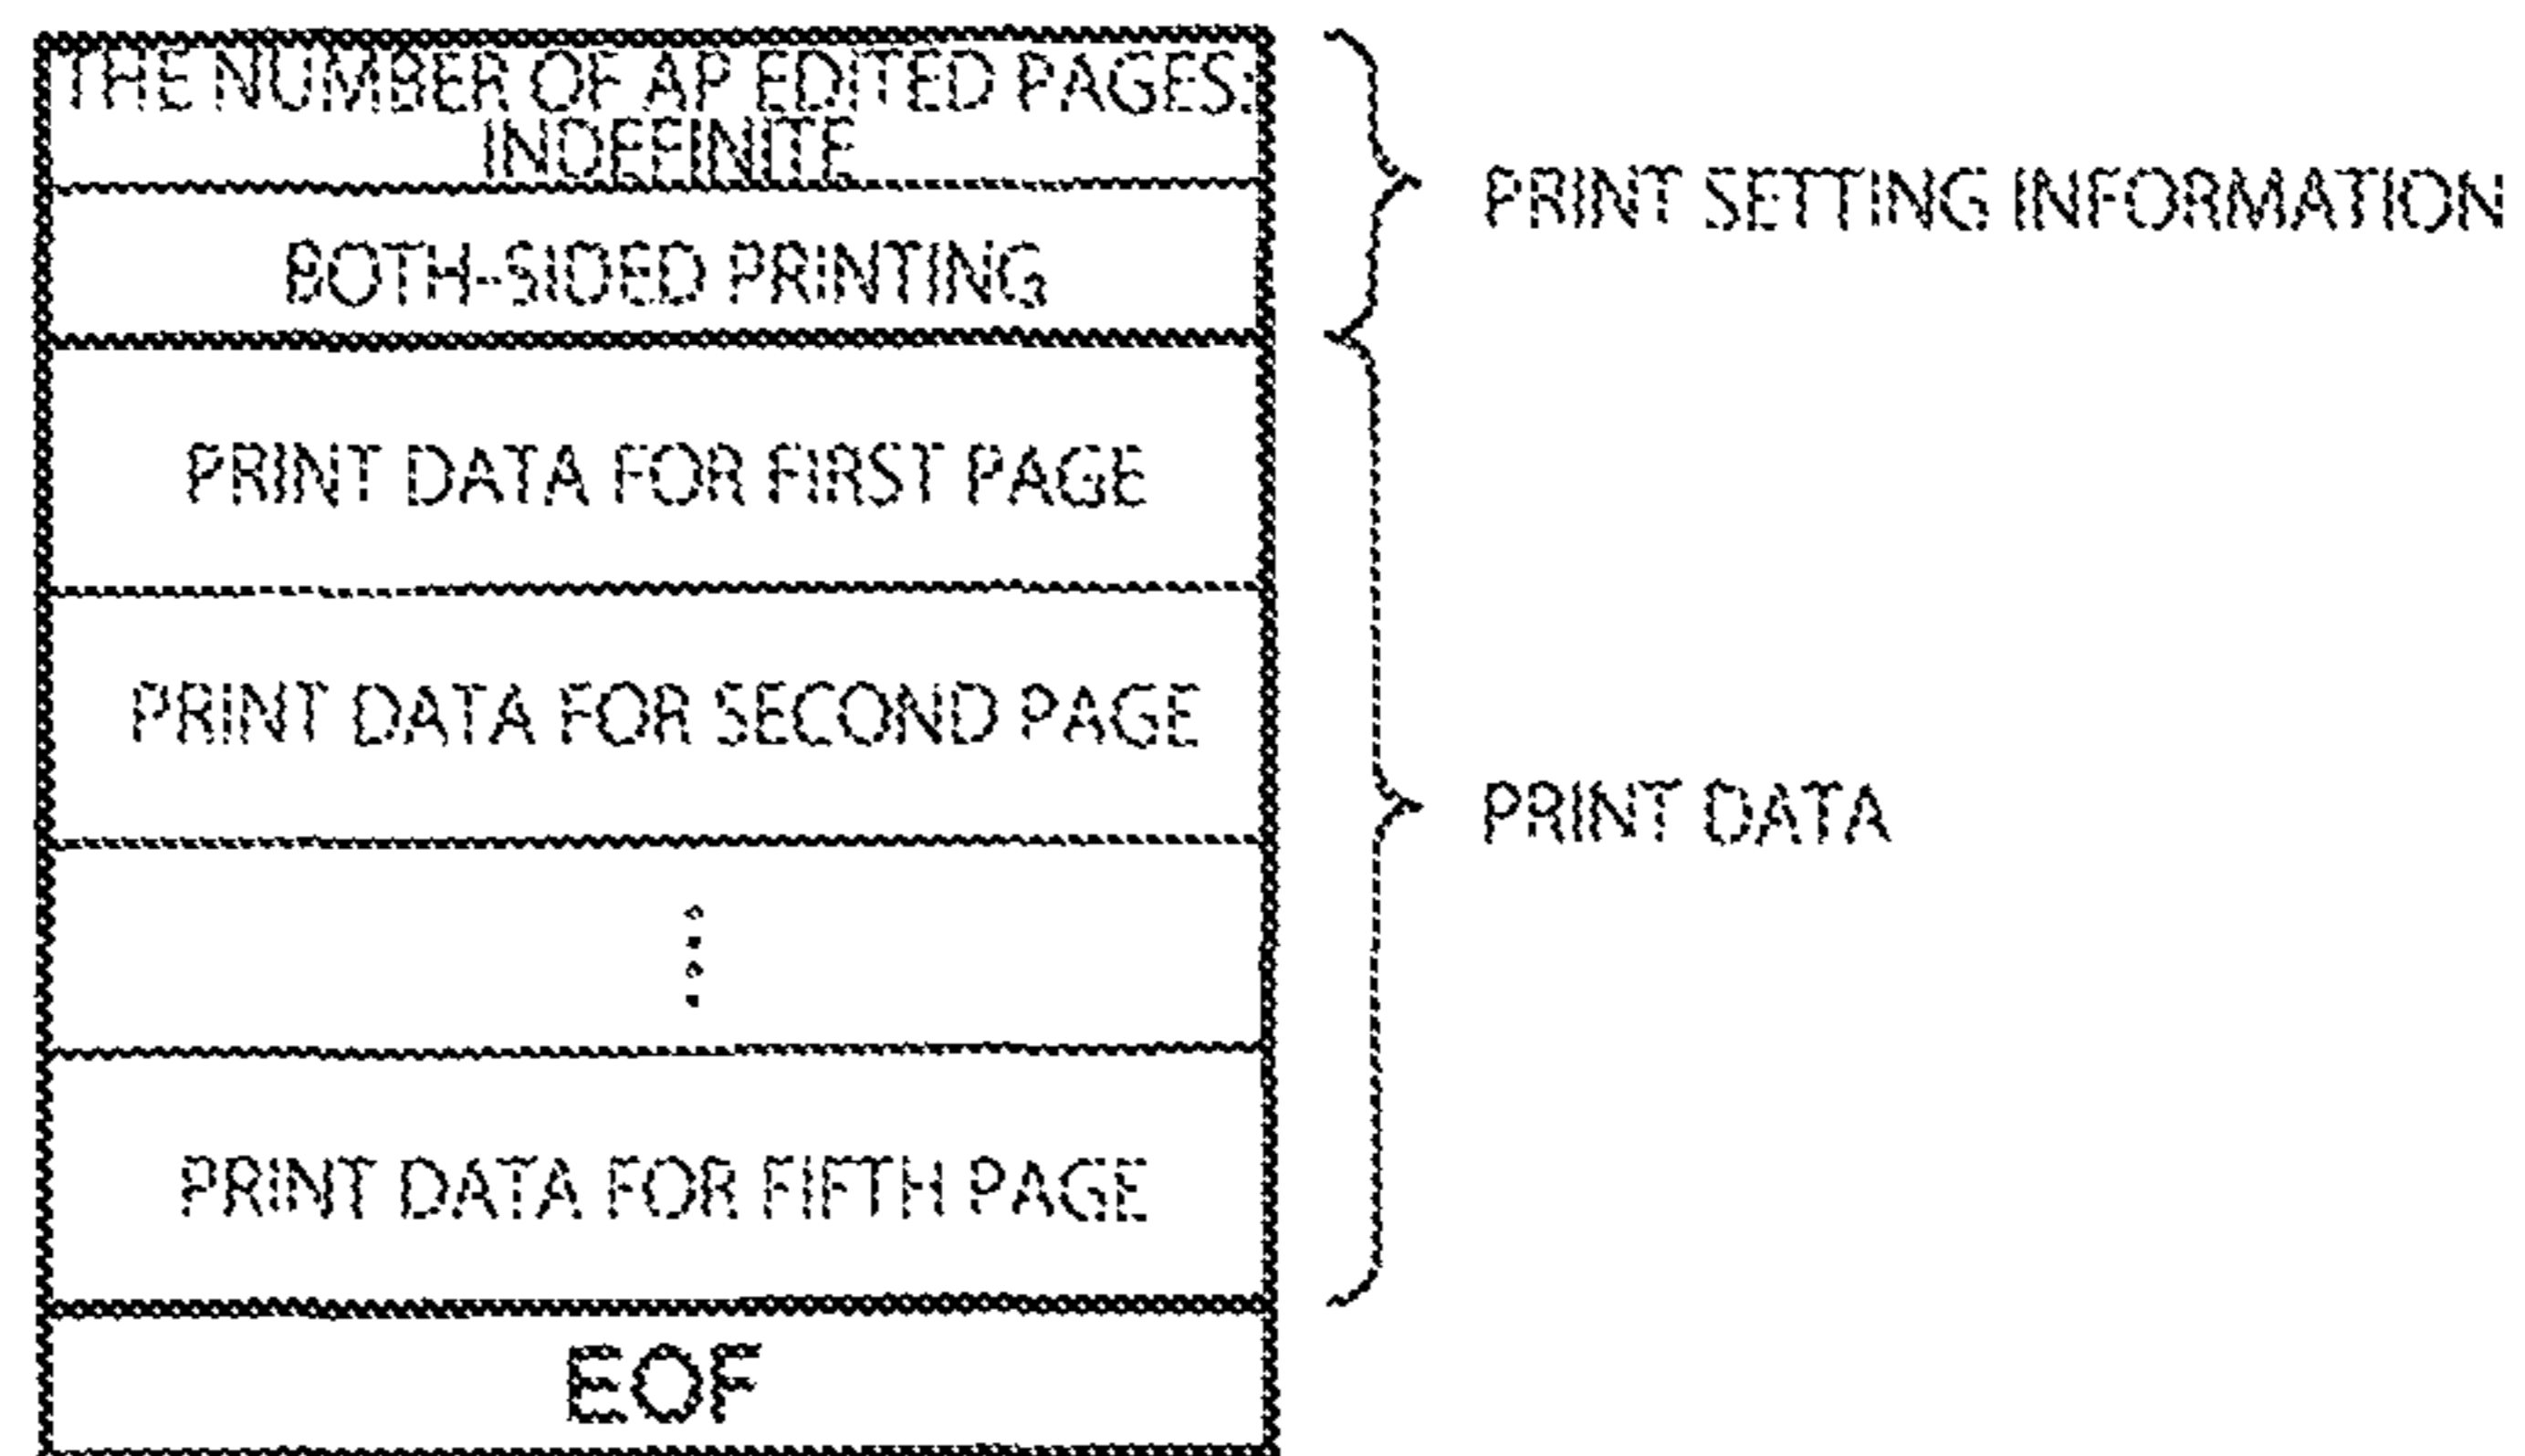 THE NUMBER OF AP EDITED PAGES:
INDEFINITE
BOTH-SIDED PRINTING
PRINT SETTING INFORMATION
PRINT DATA FOR FIRST PAGE
PRINT DATA FOR SECOND PAGE
PRINT DATA
PRINT DATA FOR FIFTH PAGE
EOF